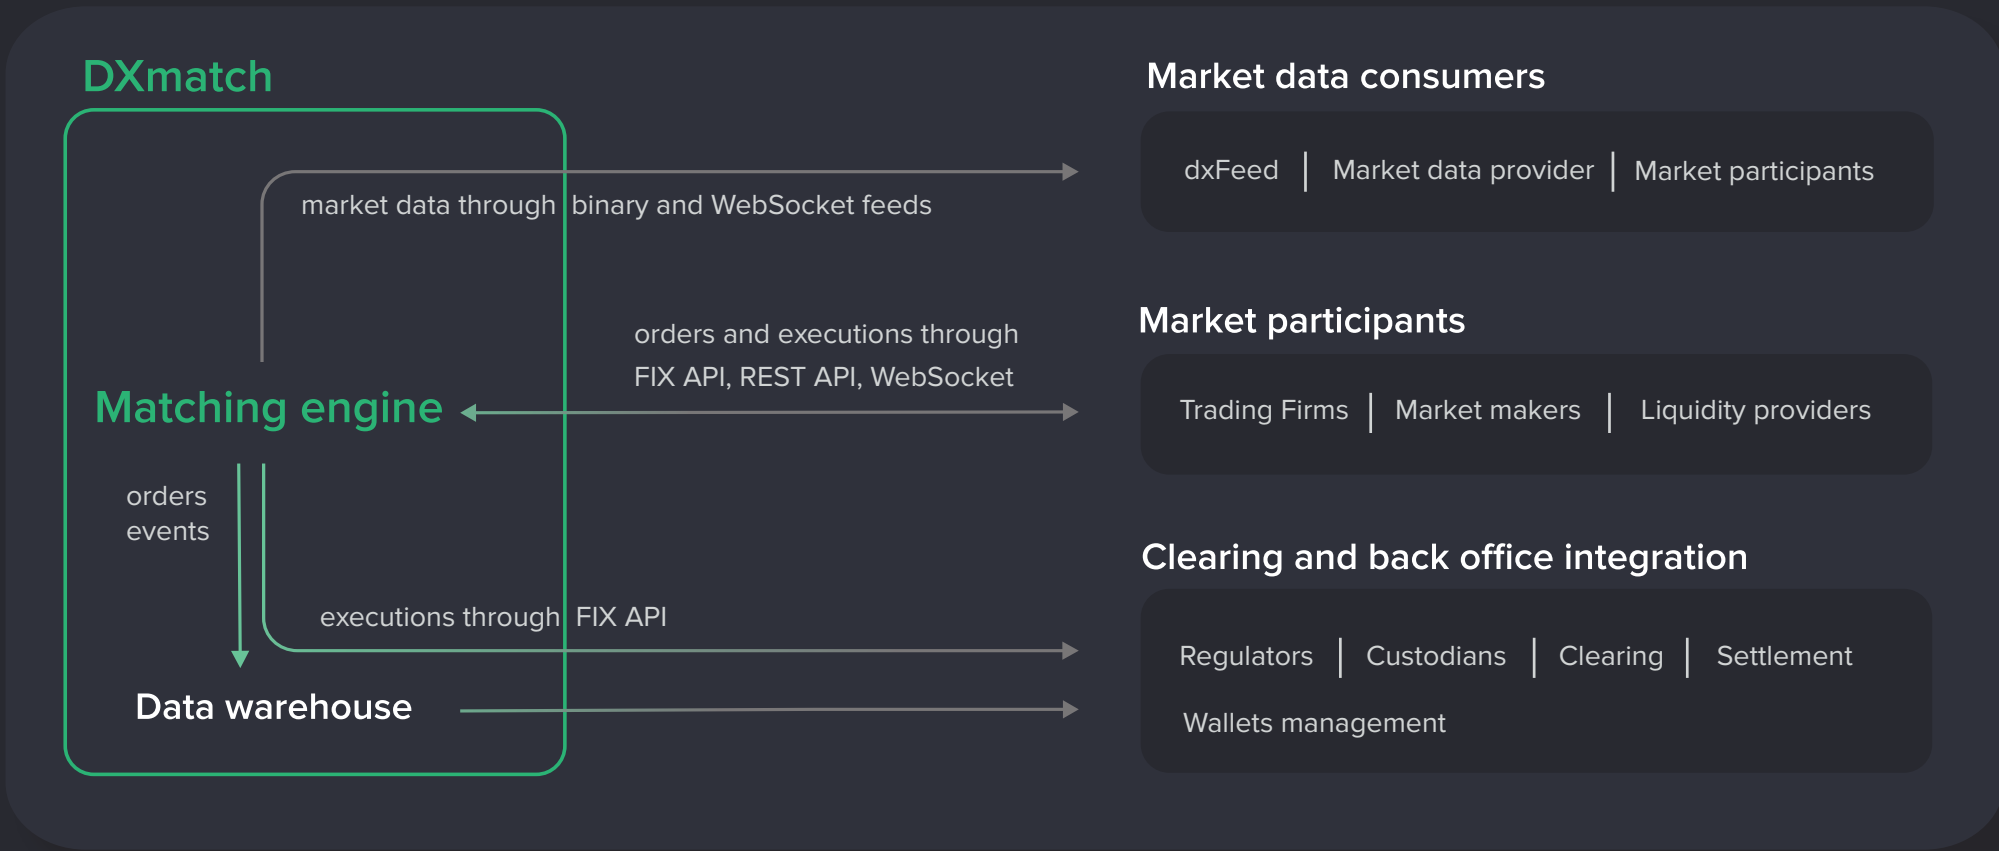 DXmatch
market data through binary and WebSocket feeds
Matching engine
orders and executions through
FIX API, REST API, WebSocket
orders
events
executions through FIX API
Data warehouse
Market data consumers
dxFeed | Market data provider | Market participants
Market participants
Trading Firms | Market makers | Liquidity providers
Clearing and back office integration
Regulators | Custodians | Clearing | Settlement
Wallets management